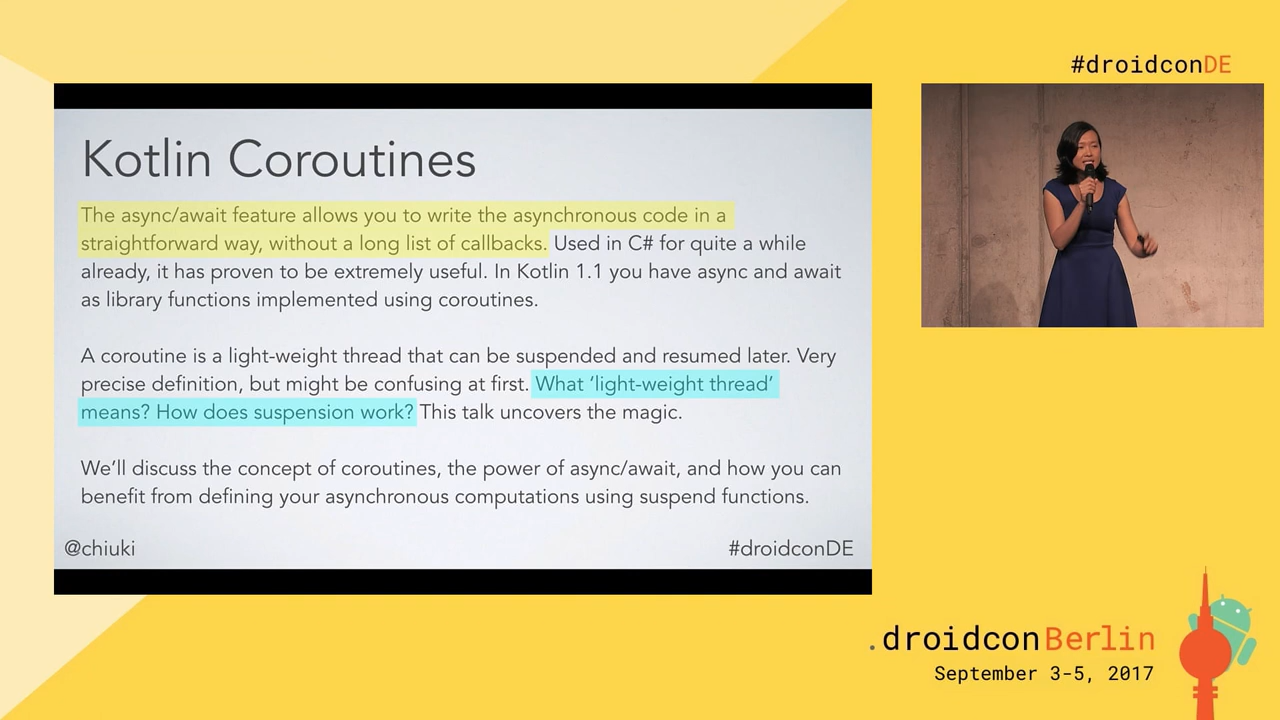 #droidconDE
Kotlin Coroutines
The async/await feature allows you to write the asynchronous code in a
straightforward way, without a long list of callbacks. Used in C# for quite a while
already, it has proven to be extremely useful. In Kotlin 1.1 you have async and await
as library functions implemented using coroutines.
A coroutine is a light-weight thread that can be suspended and resumed later. Very
precise definition, but might be confusing at first. What ‘light-weight thread’
means? How does suspension work? This talk uncovers the magic.
We’ll discuss the concept of coroutines, the power of async/await, and how you can
benefit from defining your asynchronous computations using suspend functions.
@chiuki
#droidconDE
.droidconBerlin
September 3-5, 2017